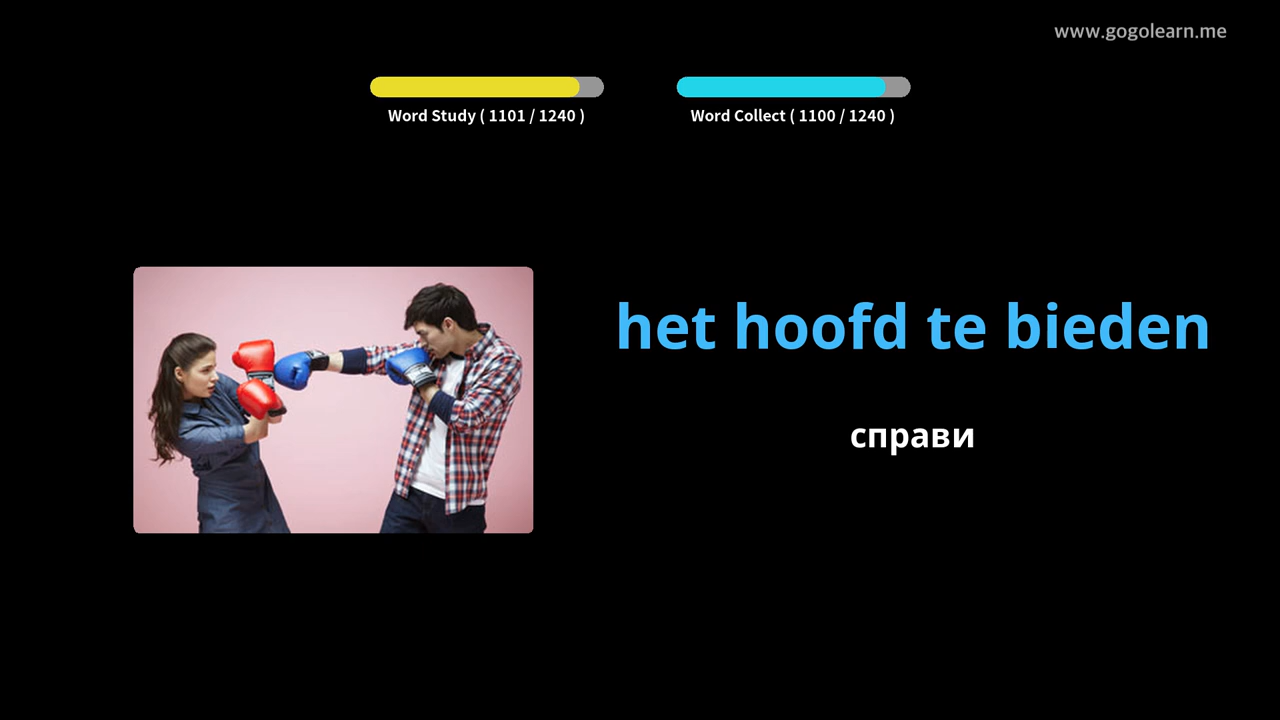 www.gogolearn.me
Word Study ( 1101 / 1240 )
Word Collect ( 1100 / 1240 )
het hoofd te bieden
справи